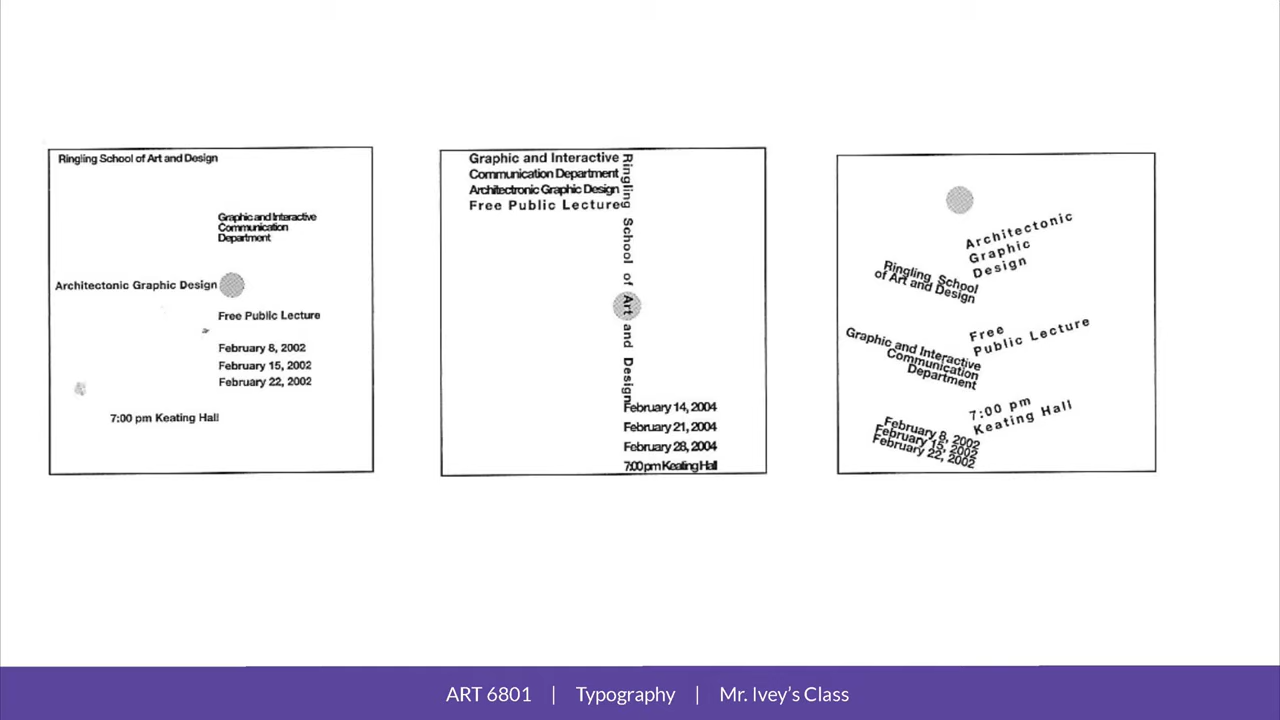 Ringling School of Art and Design
Graphic and Interactive
Communication
Department
Architectonic Graphic Design
Free Public Lecture
February 8, 2002
February 15, 2002
February 22, 2002
7:00 pm Keating Hall
Graphic and Interactive
Communication Department
Architectronic Graphic Design
Free Public Lecture
Ringling School of Art and Design
February 14, 2004
February 21, 2004
February 28, 2004
7:00 pm Keating Hall
Architectonic
Graphic
Design
Ringling School
of Art and Design
Free
Public Lecture
Graphic and Interactive
Communication
Department
7:00 pm
Keating Hall
February 8, 2002
February 15, 2002
February 22, 2002
ART 6801 | Typography | Mr. Ivey's Class